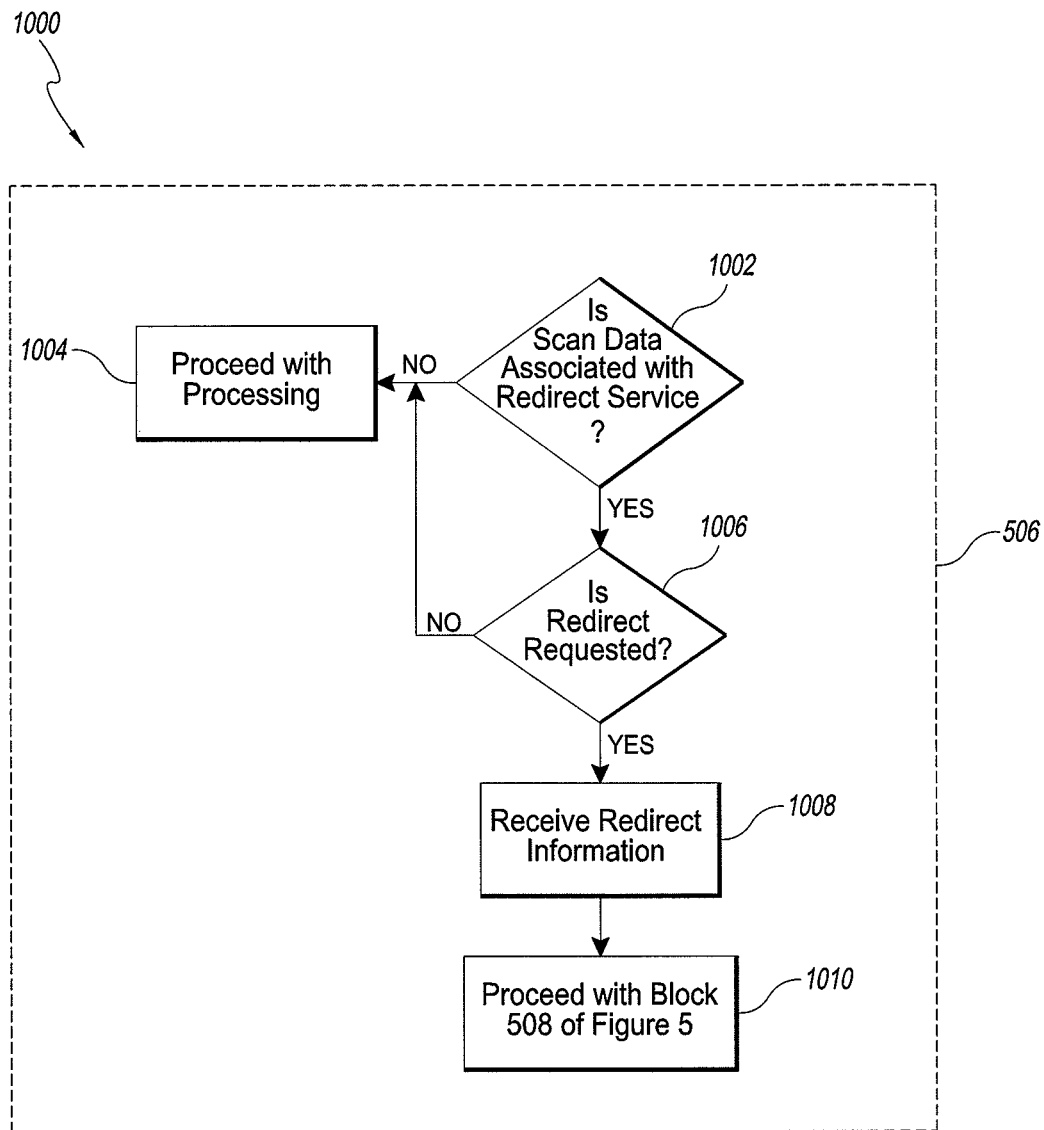 1000
1002
Is
Scan Data
Associated with
Redirect Service
?
1004
Proceed with
Processing
NO
YES
1006
506
Is
Redirect
Requested?
NO
YES
1008
Receive Redirect
Information
1010
Proceed with Block
508 of Figure 5